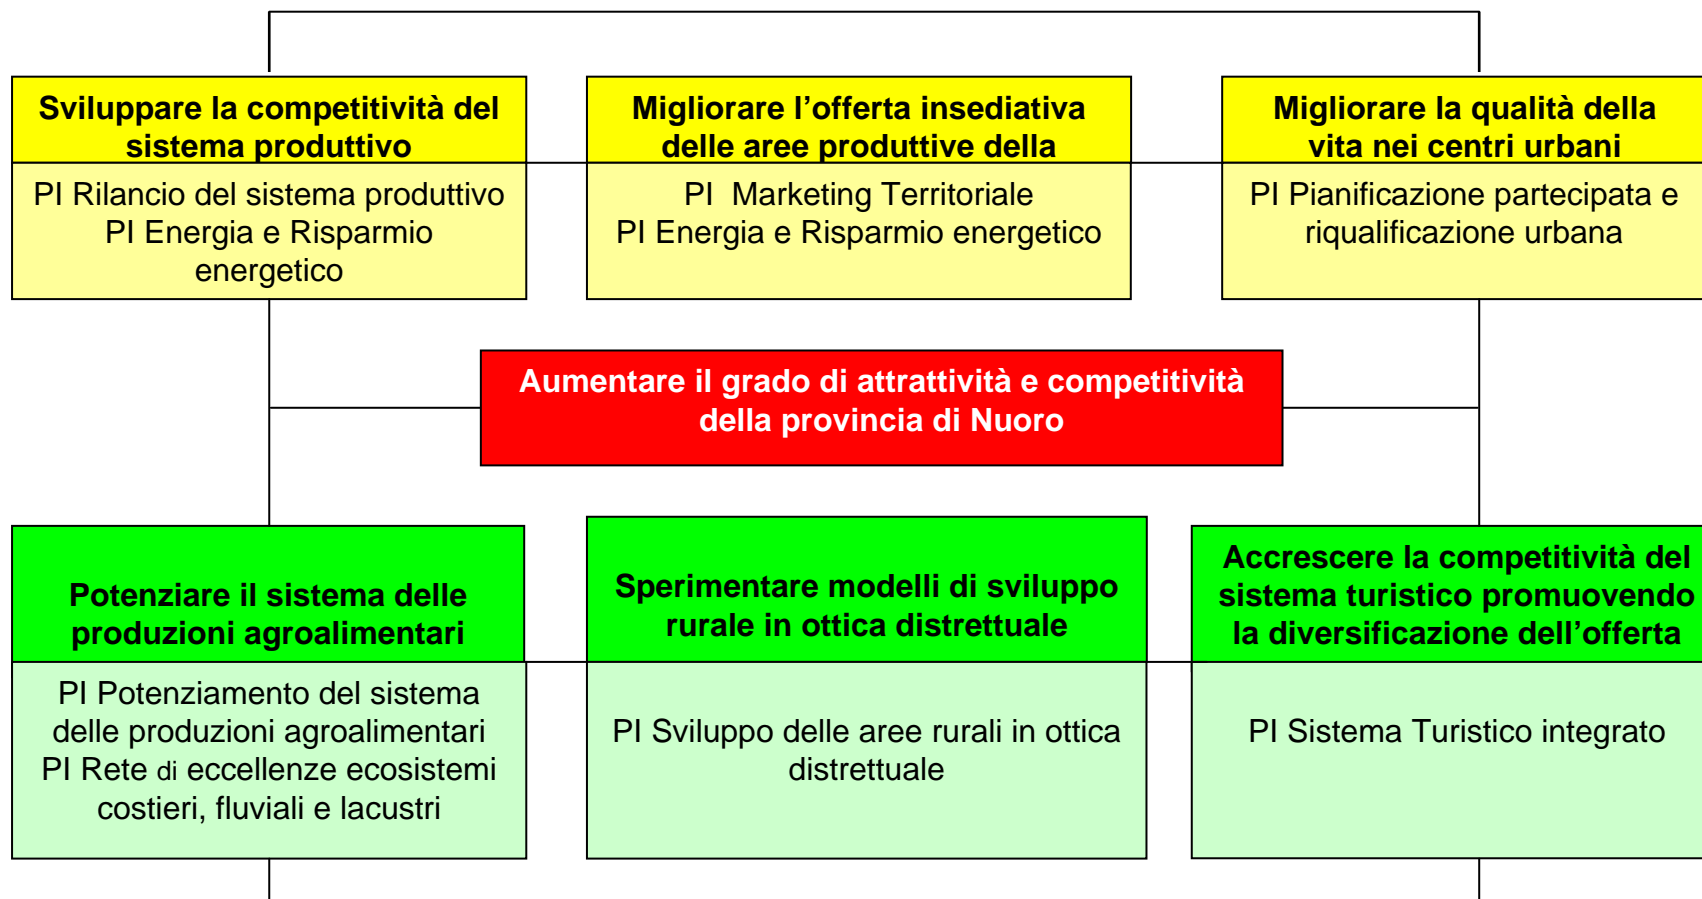 Sviluppare la competitività del
sistema produttivo
PI Rilancio del sistema produttivo
PI Energia e Risparmio
energetico
Migliorare l’offerta insediativa
delle aree produttive della
PI  Marketing Territoriale
PI Energia e Risparmio energetico
Migliorare la qualità della
vita nei centri urbani
PI Pianificazione partecipata e
riqualificazione urbana
Aumentare il grado di attrattività e competitività
della provincia di Nuoro
Potenziare il sistema delle
produzioni agroalimentari
PI Potenziamento del sistema
delle produzioni agroalimentari
PI Rete di eccellenze ecosistemi
costieri, fluviali e lacustri
Sperimentare modelli di sviluppo
rurale in ottica distrettuale
PI Sviluppo delle aree rurali in ottica
distrettuale
Accrescere la competitività del
sistema turistico promuovendo
la diversificazione dell’offerta
PI Sistema Turistico integrato